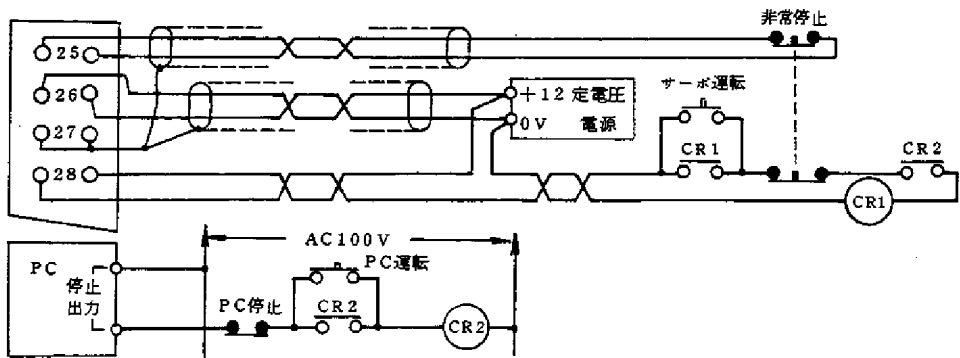 非常停止
25
26
27
28
+12 定電圧
0V 電源
サーボ運転
CR1
CR2
CR1
AC100V
PC
停止
出力
PC停止
PC運転
CR2
CR2